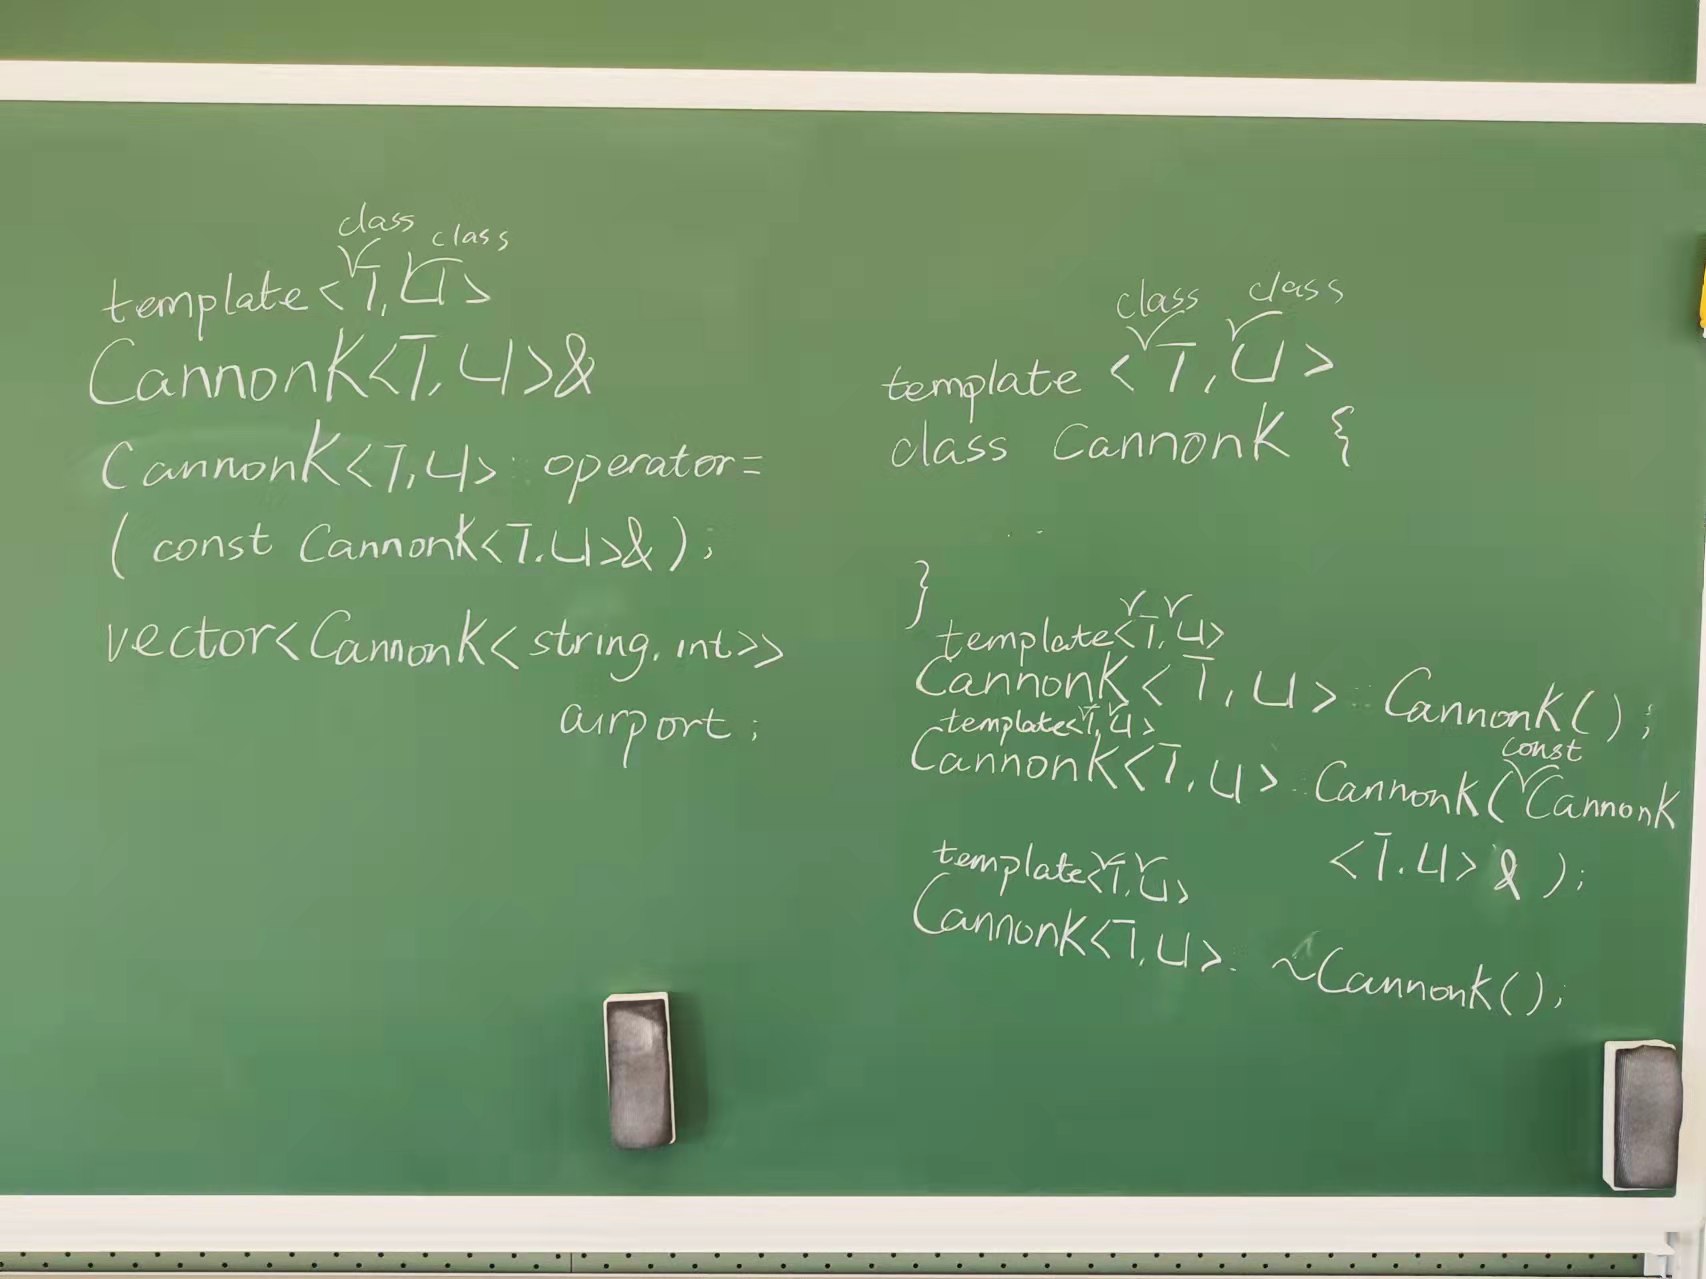 class class
template<T,U>
CannonK<T,U>&
CannonK<T,U>:: operator=
(const CannonK<T,U>&);
vector<CannonK<string,int>>
airport;
class class
template <T,U>
class CannonK {
...
}
template<T,U>
CannonK<T,U>::CannonK();
template<T,U>
const
CannonK<T,U>::CannonK(CannonK
<T,U>&);
template<T,U>
CannonK<T,U>::~CannonK();